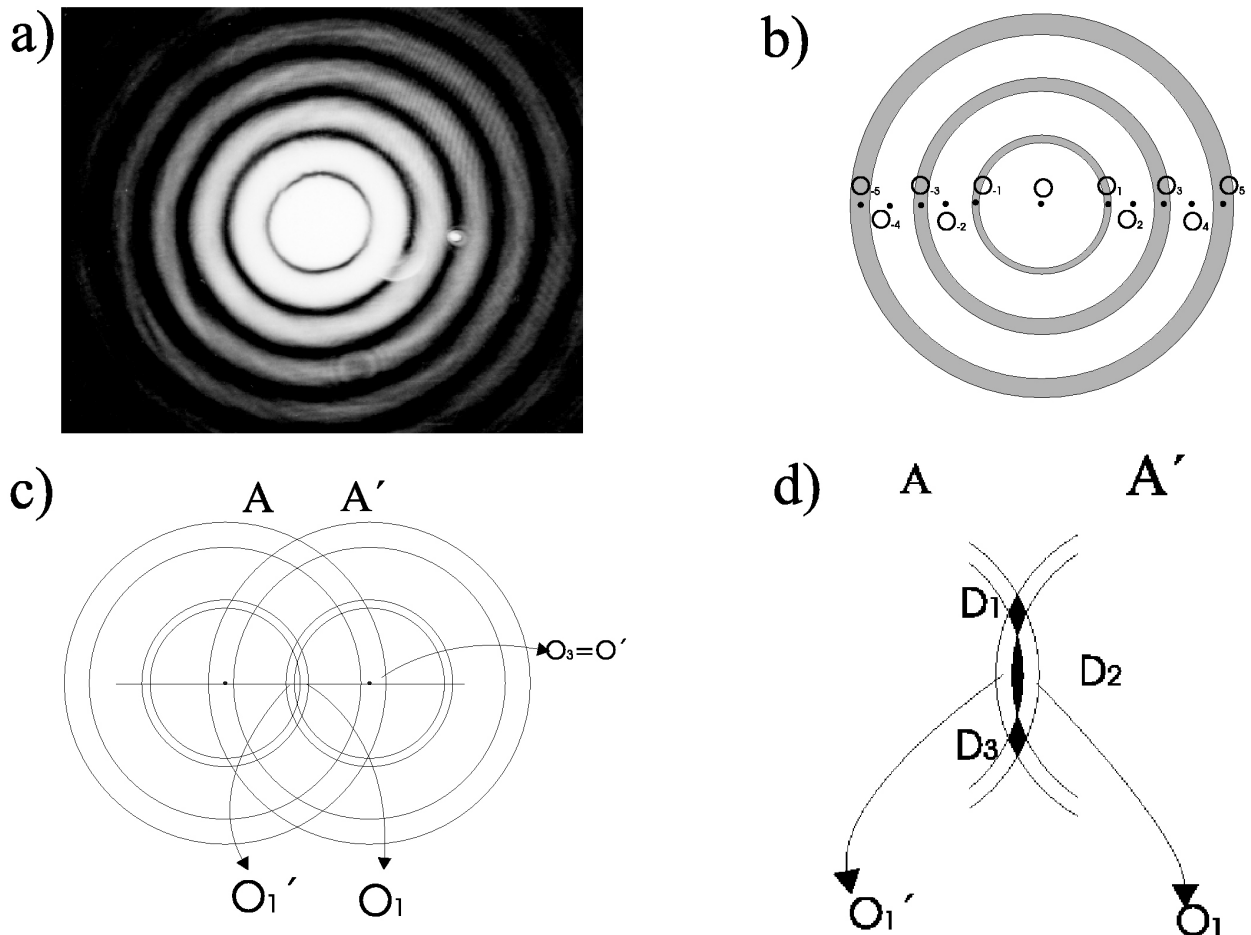 a)
b)
O₋₅ O₋₃ O₋₁ O O₁ O₃ O₅
O₋₄ O₋₂ O₂ O₄
c)
A A′
O₃=O′
O₁′ O₁
d)
A A′
D₁
D₂
D₃
O₁′ O₁